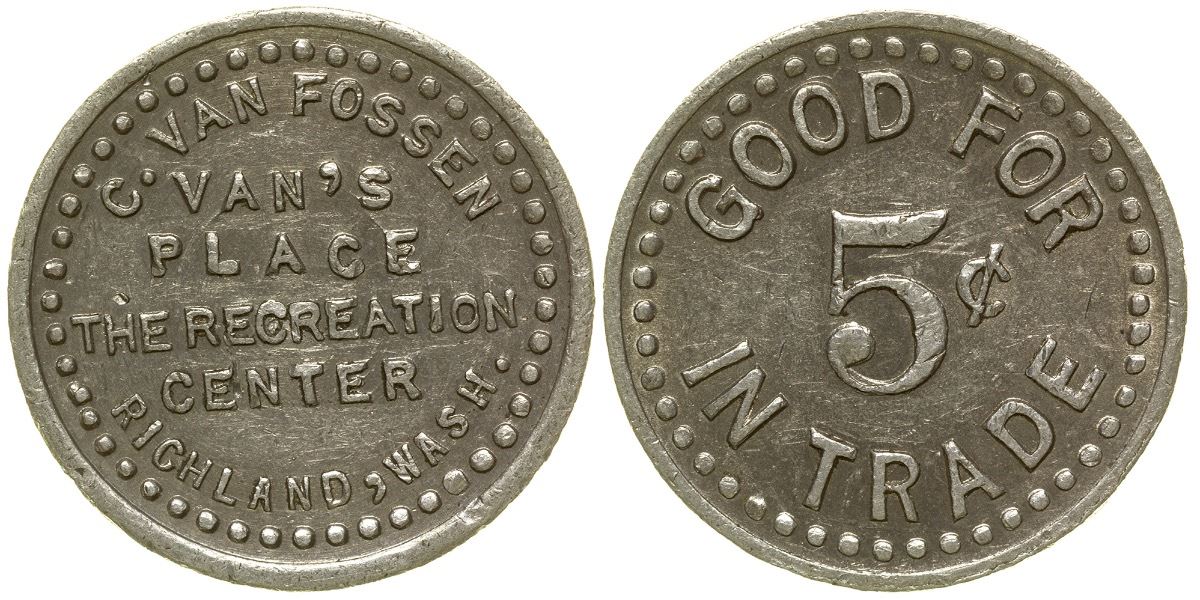 C. VAN FOSSEN
VAN'S
PLACE
THE RECREATION
CENTER
RICHLAND, WASH.
GOOD FOR
5¢
IN TRADE